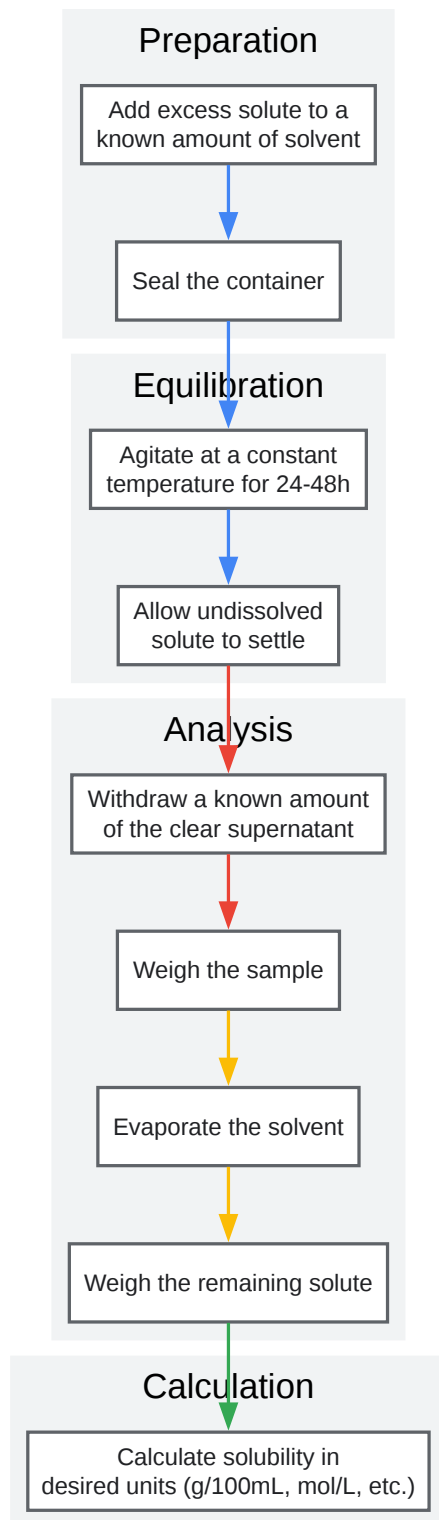 Preparation
Add excess solute to a
known amount of solvent
Seal the container
Equilibration
Agitate at a constant
temperature for 24-48h
Allow undissolved
solute to settle
Analysis
Withdraw a known amount
of the clear supernatant
Weigh the sample
Evaporate the solvent
Weigh the remaining solute
Calculation
Calculate solubility in
desired units (g/100mL, mol/L, etc.)